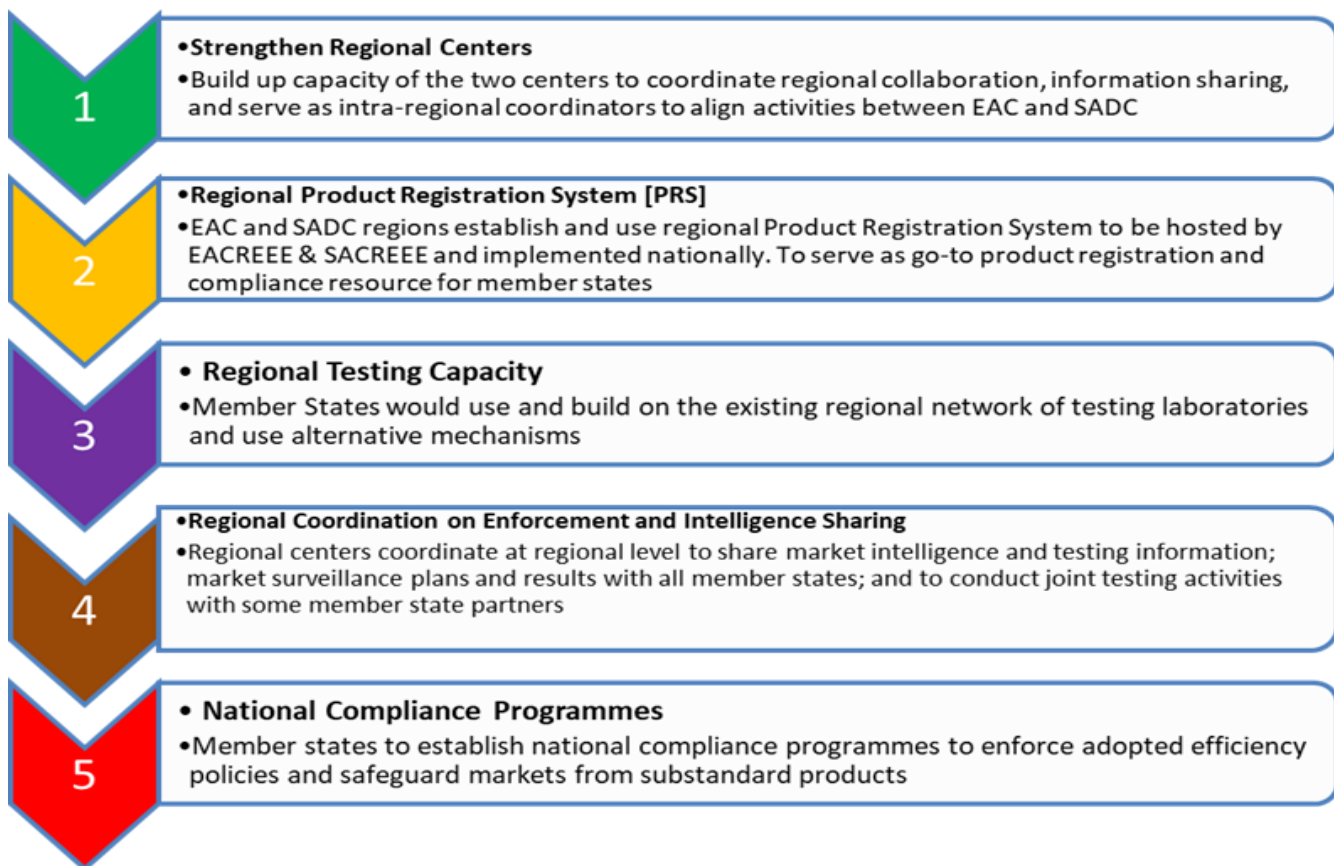 1
•Strengthen Regional Centers
•Build up capacity of the two centers to coordinate regional collaboration, information sharing,
and serve as intra-regional coordinators to align activities between EAC and SADC
2
•Regional Product Registration System [PRS]
•EAC and SADC regions establish and use regional Product Registration System to be hosted by
EACREEE & SACREEE and implemented nationally. To serve as go-to product registration and
compliance resource for member states
3
• Regional Testing Capacity
•Member States would use and build on the existing regional network of testing laboratories
and use alternative mechanisms
4
•Regional Coordination on Enforcement and Intelligence Sharing
•Regional centers coordinate at regional level to share market intelligence and testing information;
market surveillance plans and results with all member states; and to conduct joint testing activities
with some member state partners
5
• National Compliance Programmes
•Member states to establish national compliance programmes to enforce adopted efficiency
policies and safeguard markets from substandard products